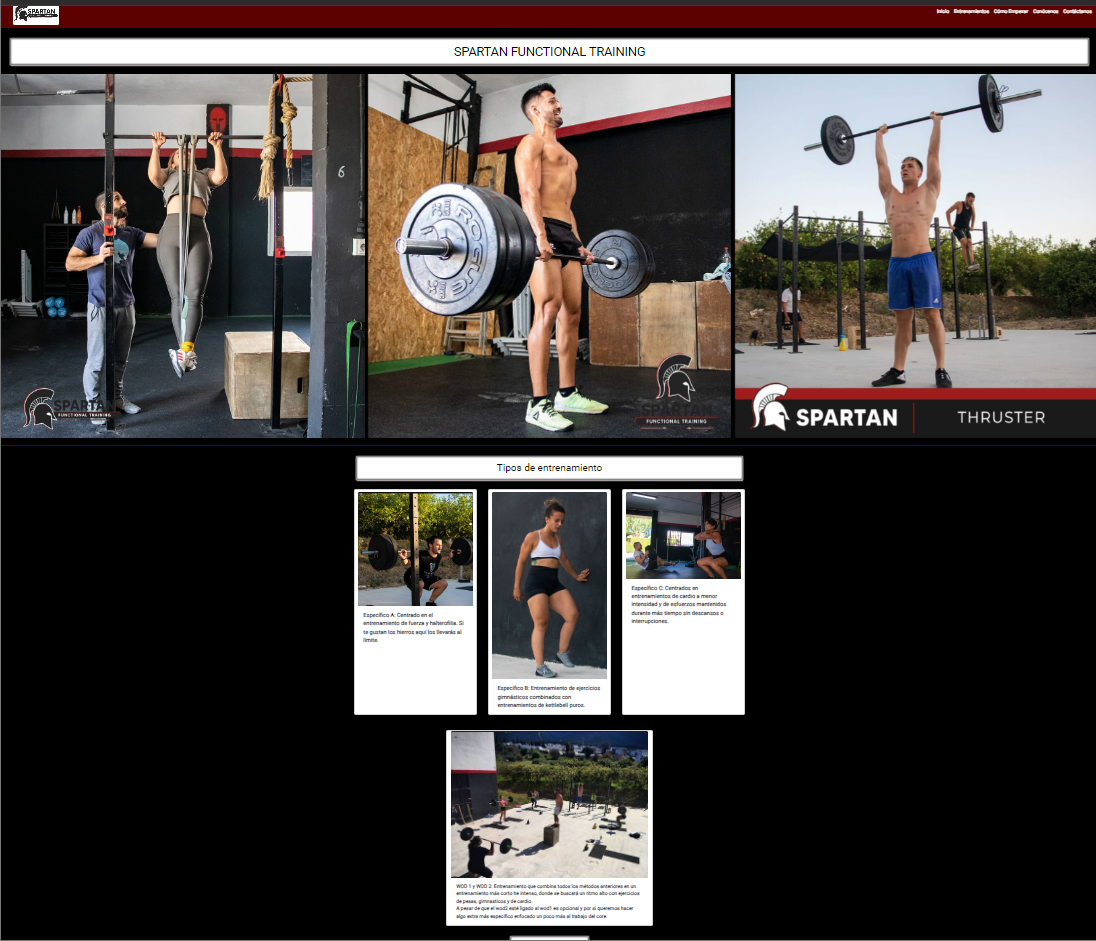 SPARTAN
Inicio Entrenamientos Cómo Empezar Conócenos Contáctanos
SPARTAN FUNCTIONAL TRAINING
6
ROGUE
SPARTAN
FUNCTIONAL TRAINING
FUNCTIONAL TRAINING
SPARTAN THRUSTER
Tipos de entrenamiento
Específico A: Centrado en el
entrenamiento de fuerza y halterofilia. Si
te gustan los hierros aquí los llevarás al
límite.
Específico B: Entrenamiento de ejercicios
gimnásticos combinados con
entrenamientos de ketilebell puros.
Específico C: Centrados en
entrenamientos de cardio a menor
intensidad y de esfuerzos mantenidos
durante más tiempo sin descansos o
interrupciones.
WOD 1 y WOD 2: Entrenamiento que combina todos los métodos anteriores en un
entrenamiento más corto he intenso, donde se buscará un ritmo alto con ejercicios
de pesas, gimnasticos y de cardio.
A pesar de que el wod2 esté ligado al wod1 es opcional y por si queremos hacer
algo extra más específico enfocado un poco más al trabajo del core.